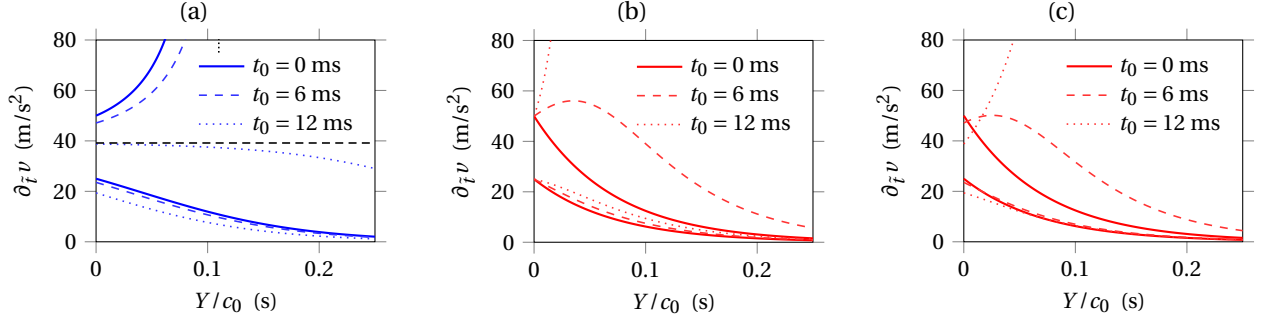 (a)
80
60
40
20
0
0
0.1
0.2
∂t̃ v (m/s²)
Y/c₀ (s)
t₀ = 0 ms
t₀ = 6 ms
t₀ = 12 ms
(b)
80
60
40
20
0
0
0.1
0.2
∂t̃ v (m/s²)
Y/c₀ (s)
t₀ = 0 ms
t₀ = 6 ms
t₀ = 12 ms
(c)
80
60
40
20
0
0
0.1
0.2
∂t̃ v (m/s²)
Y/c₀ (s)
t₀ = 0 ms
t₀ = 6 ms
t₀ = 12 ms